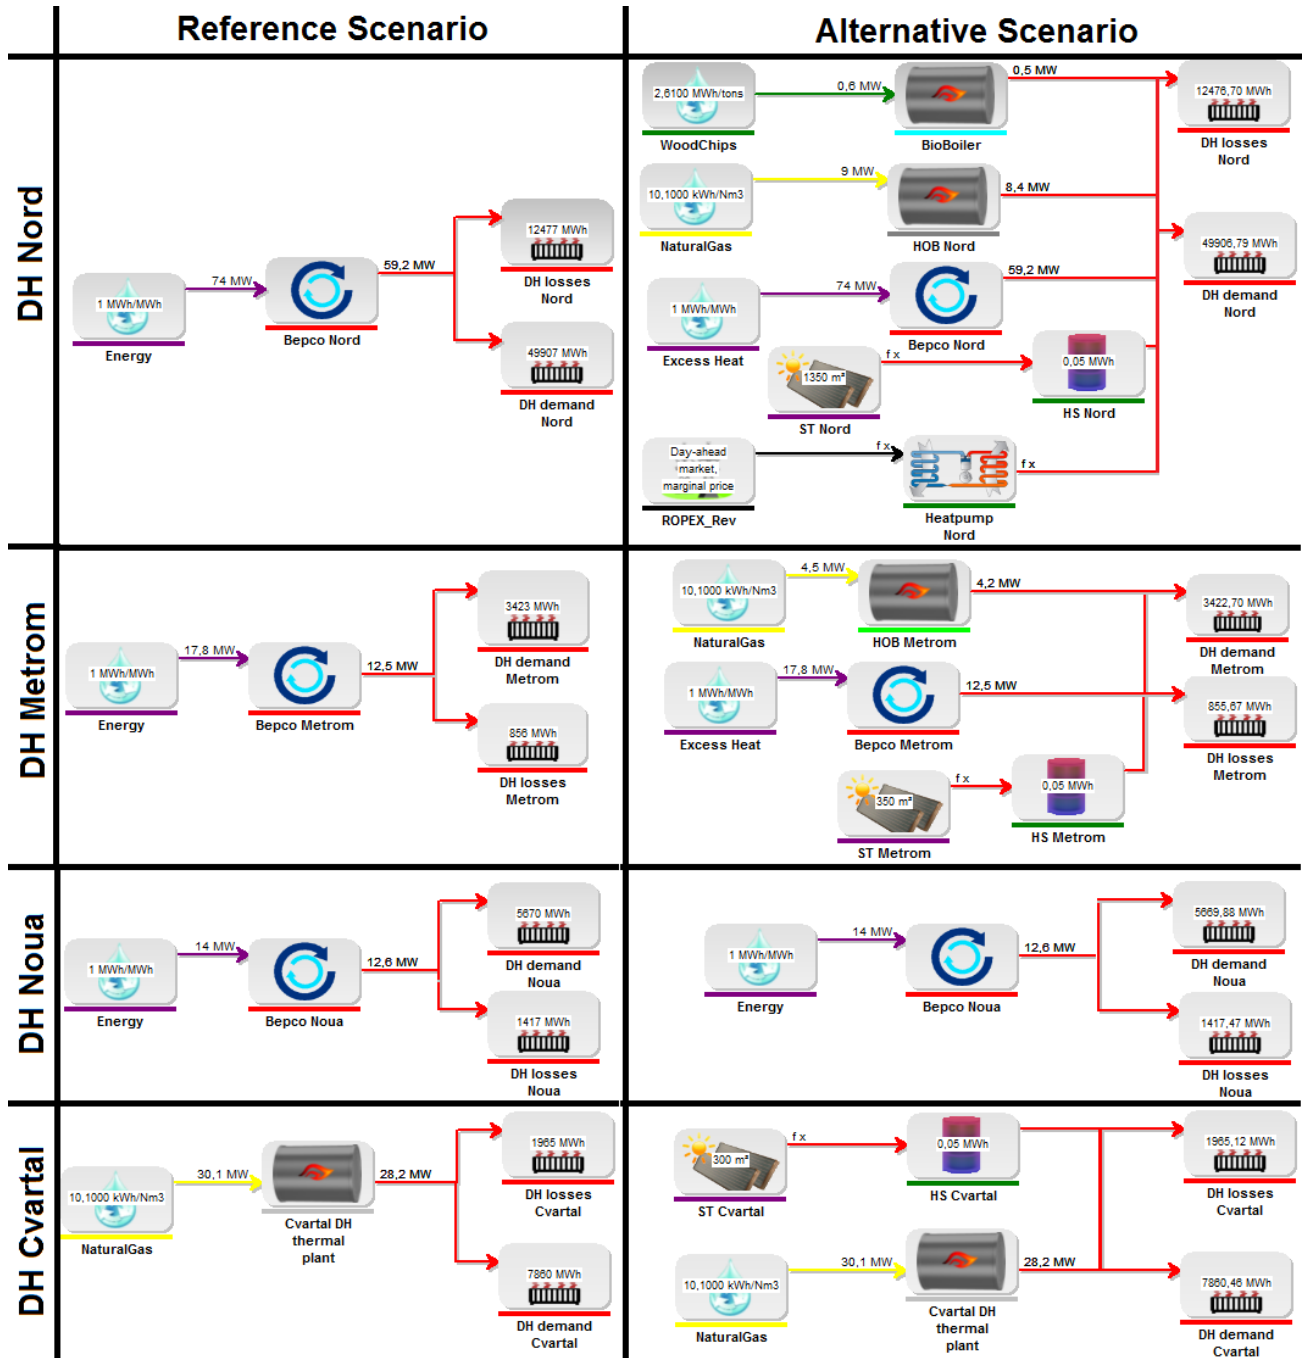 Reference Scenario
Alternative Scenario
DH Nord
1 MWh/MWh
Energy
74 MW
Bepco Nord
59,2 MW
12477 MWh
DH losses
Nord
49907 MWh
DH demand
Nord
2,6100 MWh/tons
WoodChips
0,6 MW
BioBoiler
0,5 MW
12476,70 MWh
DH losses
Nord
10,1000 kWh/Nm3
NaturalGas
9 MW
HOB Nord
8,4 MW
49906,79 MWh
DH demand
Nord
1 MWh/MWh
Excess Heat
74 MW
Bepco Nord
59,2 MW
1350 m²
ST Nord
f x
0,05 MWh
HS Nord
Day-ahead
market,
marginal price
ROPEX_Rev
f x
Heatpump
Nord
f x
DH Metrom
1 MWh/MWh
Energy
17,8 MW
Bepco Metrom
12,5 MW
3423 MWh
DH demand
Metrom
856 MWh
DH losses
Metrom
10,1000 kWh/Nm3
NaturalGas
4,5 MW
HOB Metrom
4,2 MW
3422,70 MWh
DH demand
Metrom
1 MWh/MWh
Excess Heat
17,8 MW
Bepco Metrom
12,5 MW
855,67 MWh
DH losses
Metrom
350 m²
ST Metrom
f x
0,05 MWh
HS Metrom
DH Noua
1 MWh/MWh
Energy
14 MW
Bepco Noua
12,6 MW
5670 MWh
DH demand
Noua
1417 MWh
DH losses
Noua
1 MWh/MWh
Energy
14 MW
Bepco Noua
12,6 MW
5669,88 MWh
DH demand
Noua
1417,47 MWh
DH losses
Noua
DH Cvartal
10,1000 kWh/Nm3
NaturalGas
30,1 MW
Cvartal DH
thermal
plant
28,2 MW
1965 MWh
DH losses
Cvartal
7860 MWh
DH demand
Cvartal
300 m²
ST Cvartal
f x
0,05 MWh
HS Cvartal
1965,12 MWh
DH losses
Cvartal
10,1000 kWh/Nm3
NaturalGas
30,1 MW
Cvartal DH
thermal
plant
28,2 MW
7860,46 MWh
DH demand
Cvartal